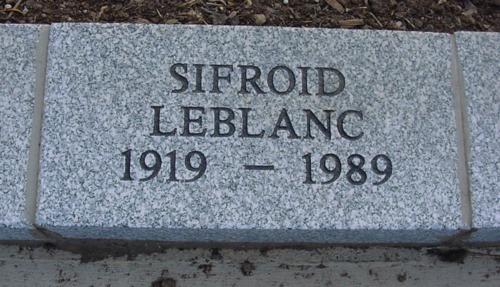 SIFROID
LEBLANC
1919 — 1989